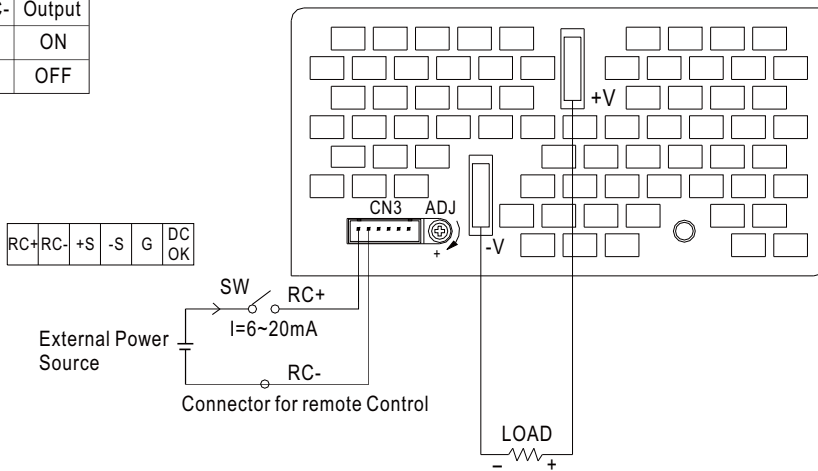 C- Output
ON
OFF
+V
CN3 ADJ
RC+ RC- +S -S G DC OK
+
-V
SW RC+
I=6~20mA
External Power
Source
RC-
Connector for remote Control
LOAD
- +